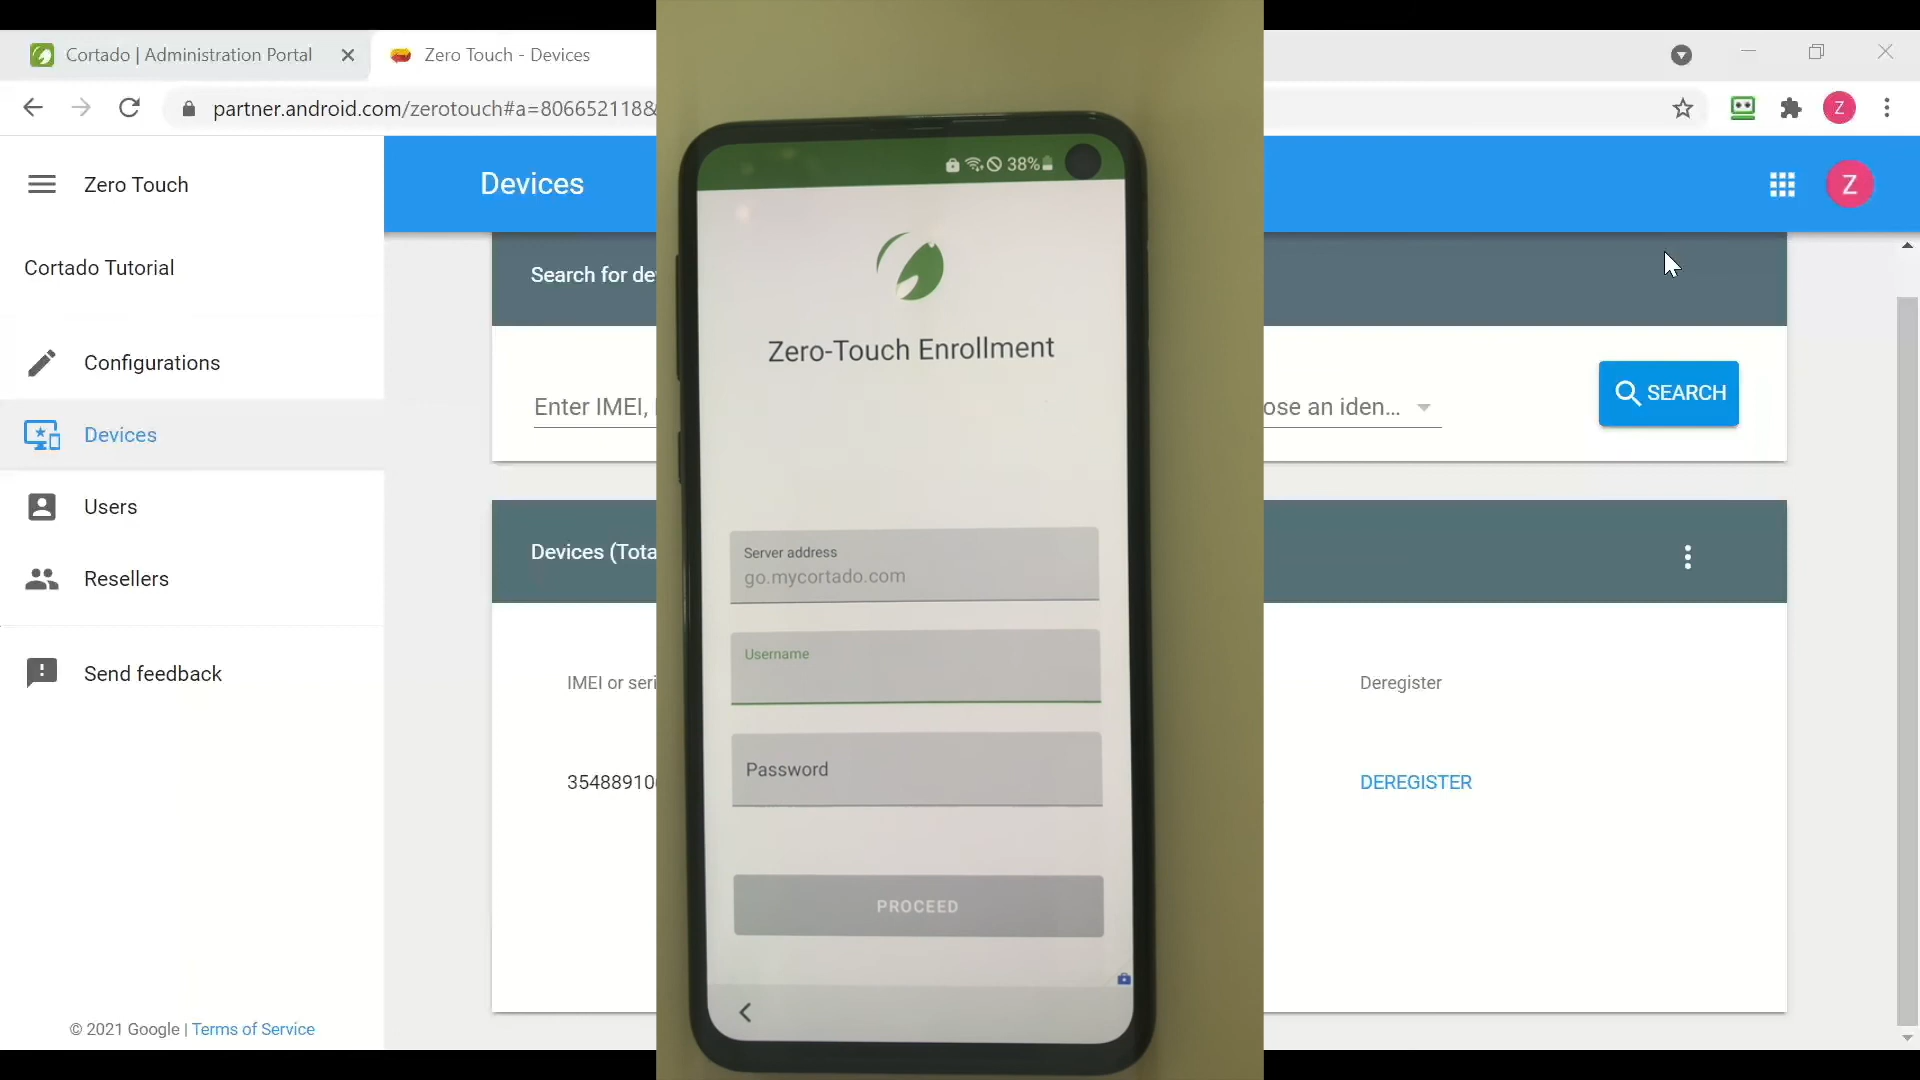 Cortado | Administration Portal
Zero Touch - Devices
partner.android.com/zerotouch#a=806652118&
Z
Zero Touch
Devices
Z
Cortado Tutorial
Configurations
Devices
Users
Resellers
Send feedback
© 2021 Google | Terms of Service
Search for de
Enter IMEI,
ose an iden...
SEARCH
Devices (Tota
IMEI or seri
Deregister
35488910
DEREGISTER
38%
Zero-Touch Enrollment
Server address
go.mycortado.com
Username
Password
PROCEED